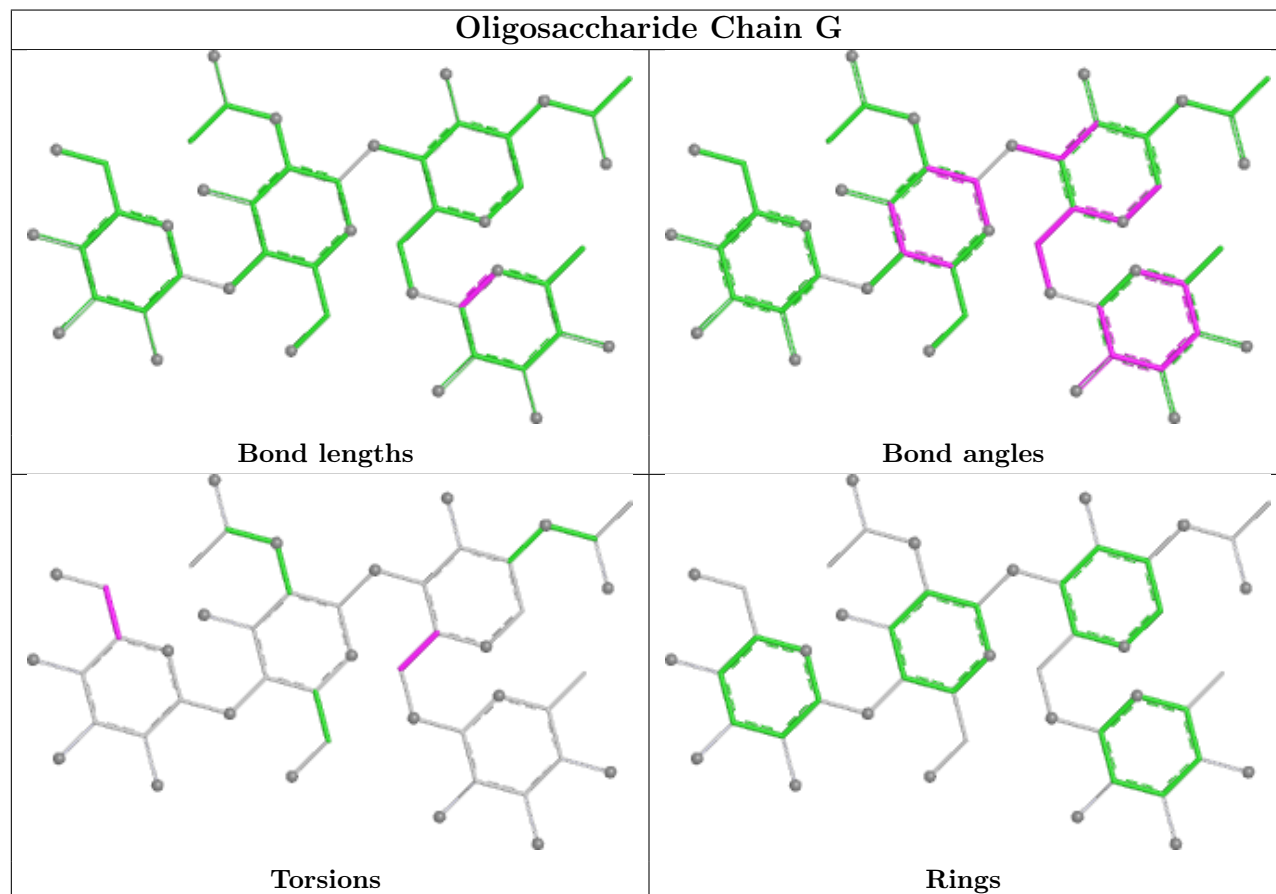 Oligosaccharide Chain G
Bond lengths
Bond angles
Torsions
Rings